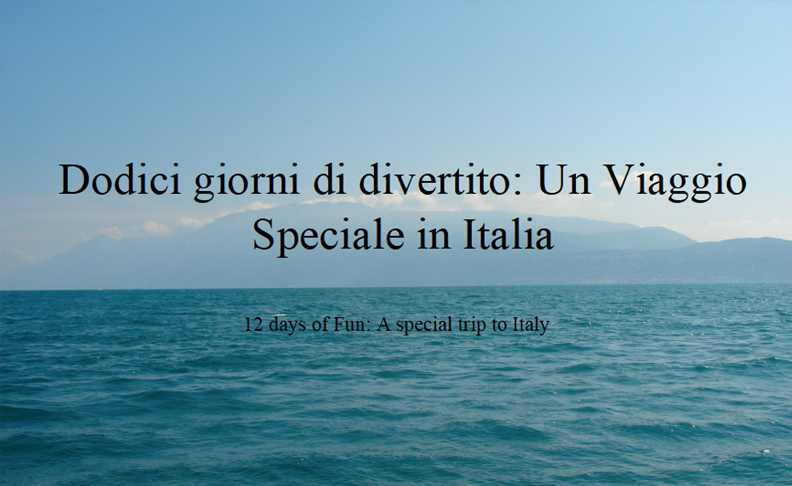 Dodici giorni di divertito: Un Viaggio
Speciale in Italia
12 days of Fun: A special trip to Italy